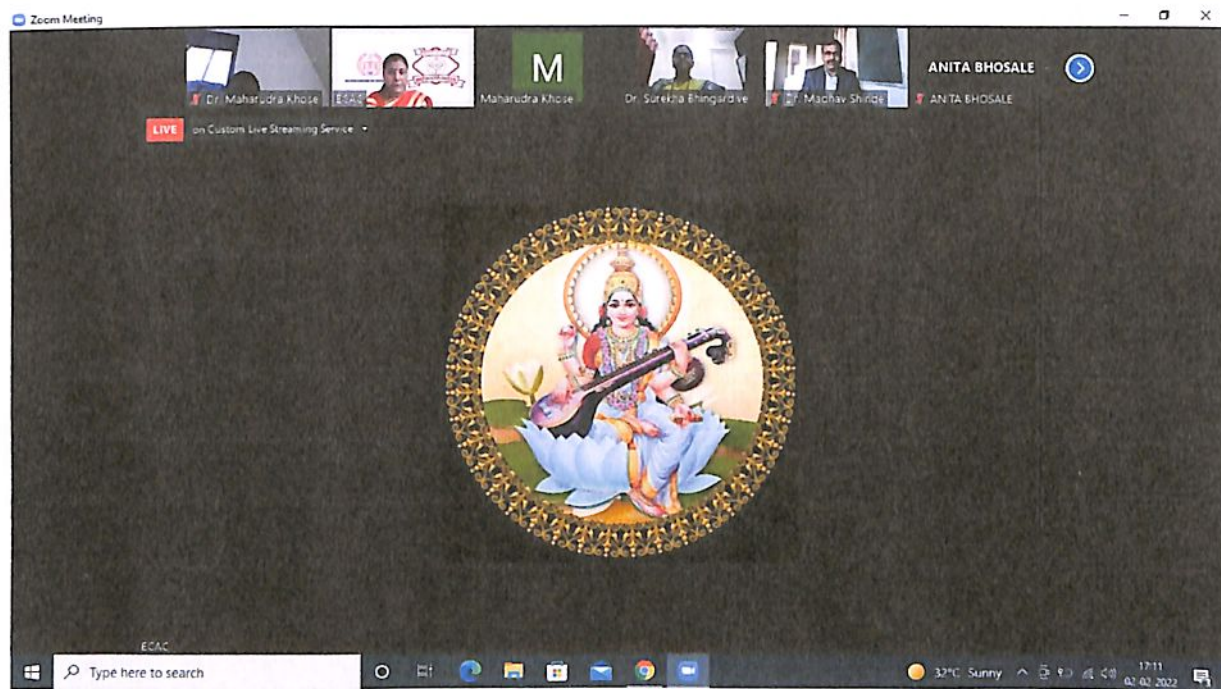 Zoom Meeting
M
ANITA BHOSALE
Dr. Maharudra Khose
ECAC
Maharudra Khose
Dr. Surekha Bhingardive
Dr. Madhav Shinde
ANITA BHOSALE
LIVE on Custom Live Streaming Service
ECAC
Type here to search
32°C Sunny
17:11
02-02-2022